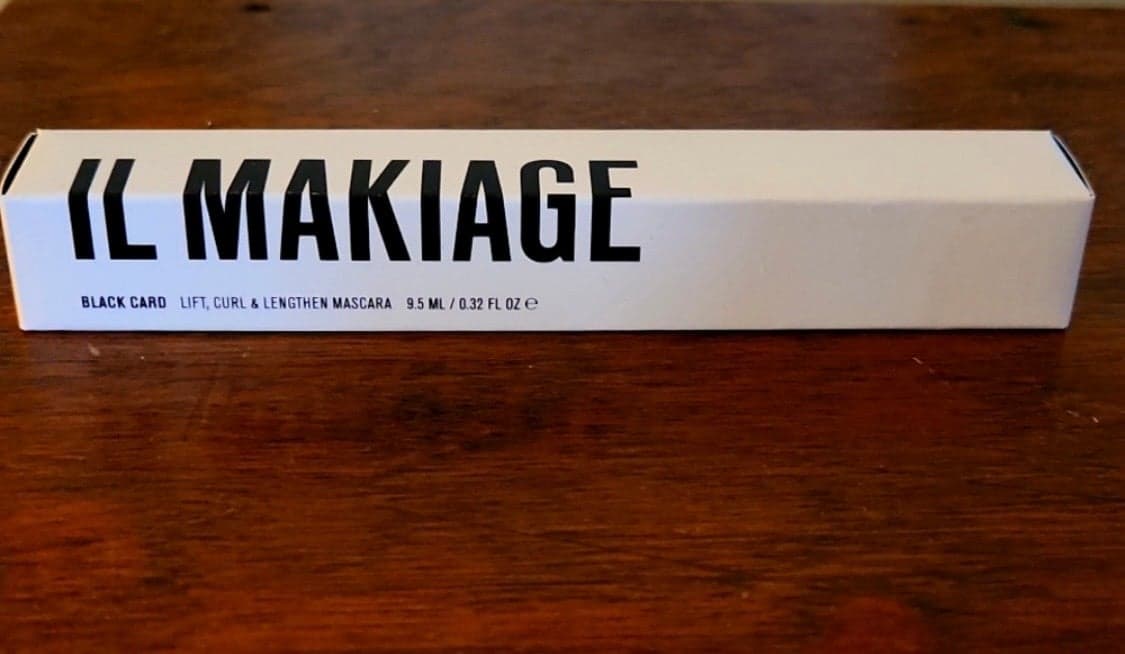 IL MAKIAGE
BLACK CARD LIFT, CURL & LENGTHEN MASCARA 9.5 ML / 0.32 FL OZ ℮